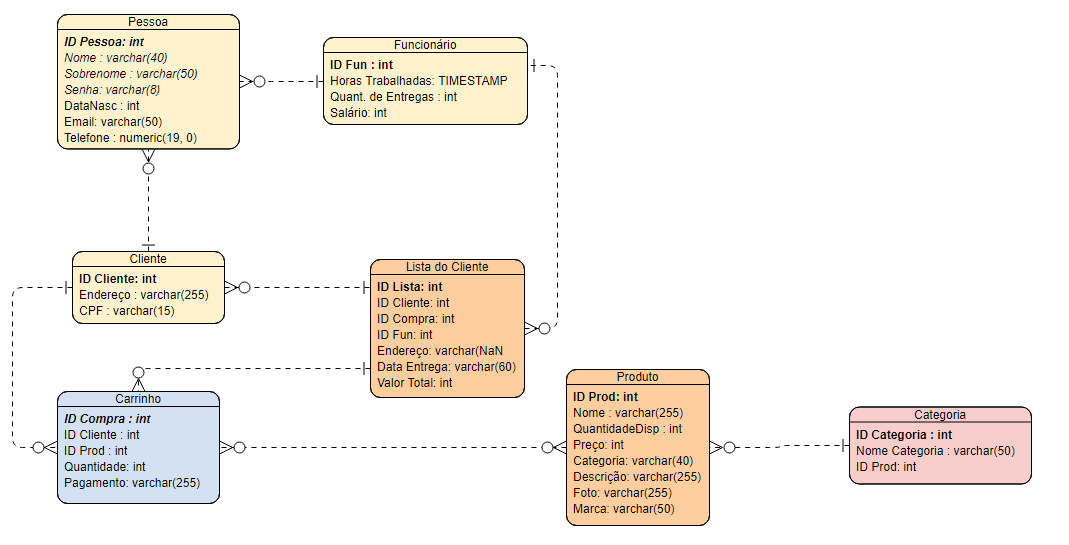 Pessoa
ID Pessoa: int
Nome : varchar(40)
Sobrenome : varchar(50)
Senha: varchar(8)
DataNasc : int
Email: varchar(50)
Telefone : numeric(19, 0)
Funcionário
ID Fun : int
Horas Trabalhadas: TIMESTAMP
Quant. de Entregas : int
Salário: int
Cliente
ID Cliente: int
Endereço : varchar(255)
CPF : varchar(15)
Lista do Cliente
ID Lista: int
ID Cliente: int
ID Compra: int
ID Fun: int
Endereço: varchar(NaN
Data Entrega: varchar(60)
Valor Total: int
Carrinho
ID Compra : int
ID Cliente : int
ID Prod : int
Quantidade: int
Pagamento: varchar(255)
Produto
ID Prod: int
Nome : varchar(255)
QuantidadeDisp : int
Preço: int
Categoria: varchar(40)
Descrição: varchar(255)
Foto: varchar(255)
Marca: varchar(50)
Categoria
ID Categoria : int
Nome Categoria : varchar(50)
ID Prod: int